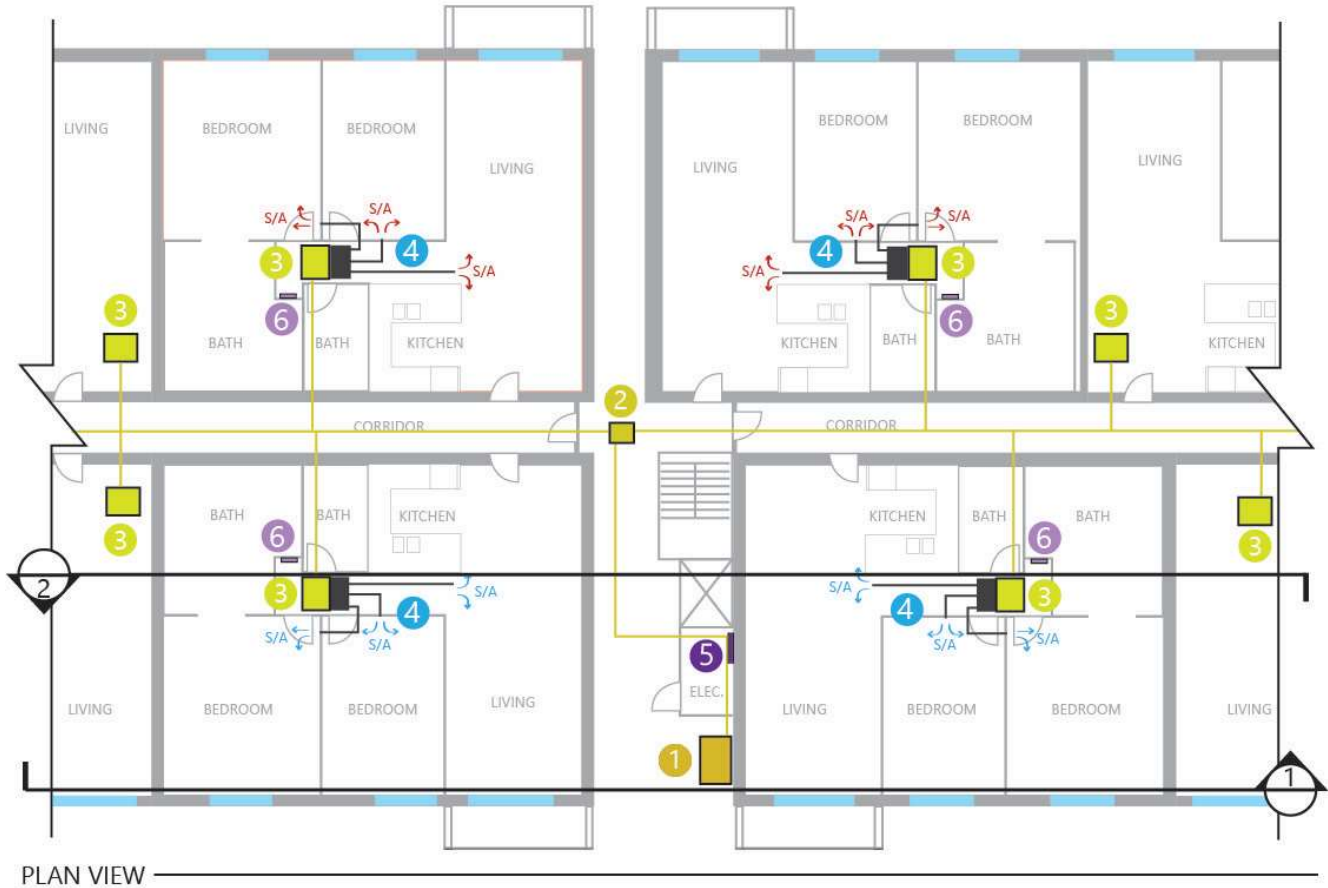 BEDROOM BEDROOM
LIVING
LIVING
BEDROOM BEDROOM
LIVING
LIVING
S/A S/A
S/A S/A
3 4
4 3
S/A
S/A
6
6
3
3
BATH BATH KITCHEN
KITCHEN BATH BATH
KITCHEN
2
CORRIDOR
CORRIDOR
BATH BATH KITCHEN
KITCHEN BATH BATH
6
6
3
3
2
3 4
S/A
S/A
4 3
S/A S/A
S/A S/A
5
ELEC.
LIVING BEDROOM BEDROOM LIVING
LIVING BEDROOM BEDROOM LIVING
1
1
PLAN VIEW